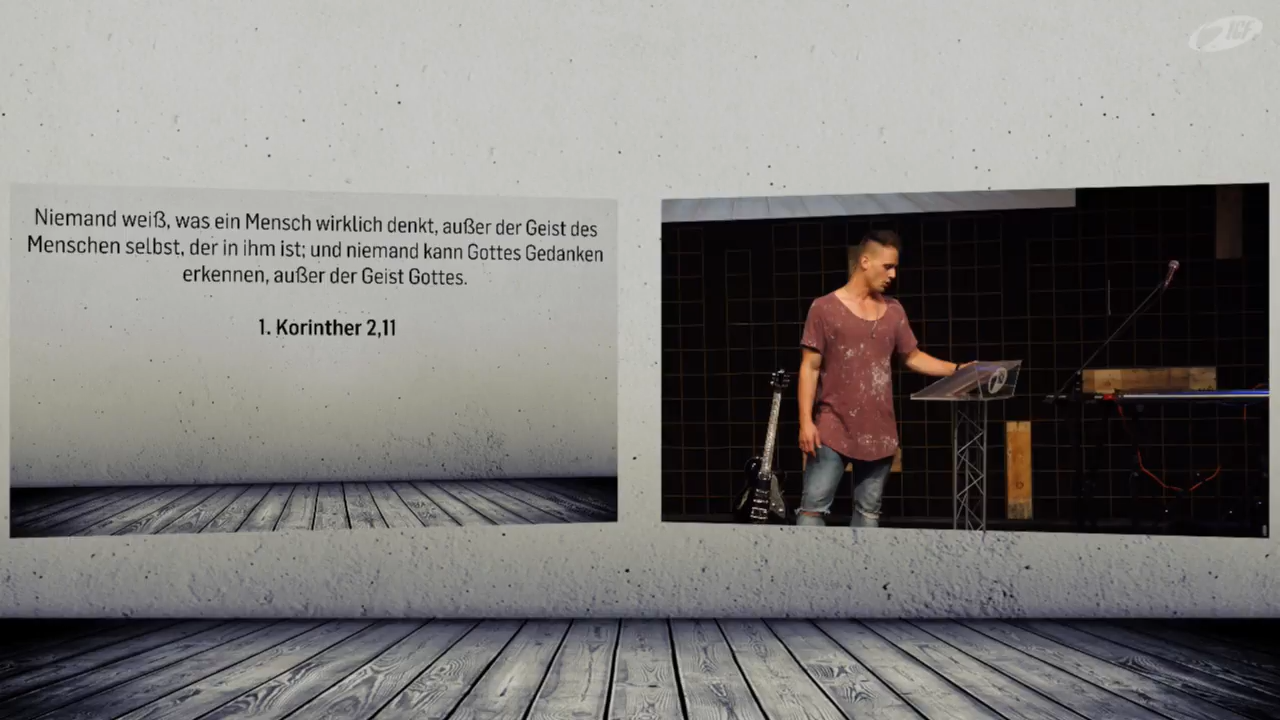 ICF
Niemand weiß, was ein Mensch wirklich denkt, außer der Geist des
Menschen selbst, der in ihm ist; und niemand kann Gottes Gedanken
erkennen, außer der Geist Gottes.
1. Korinther 2,11